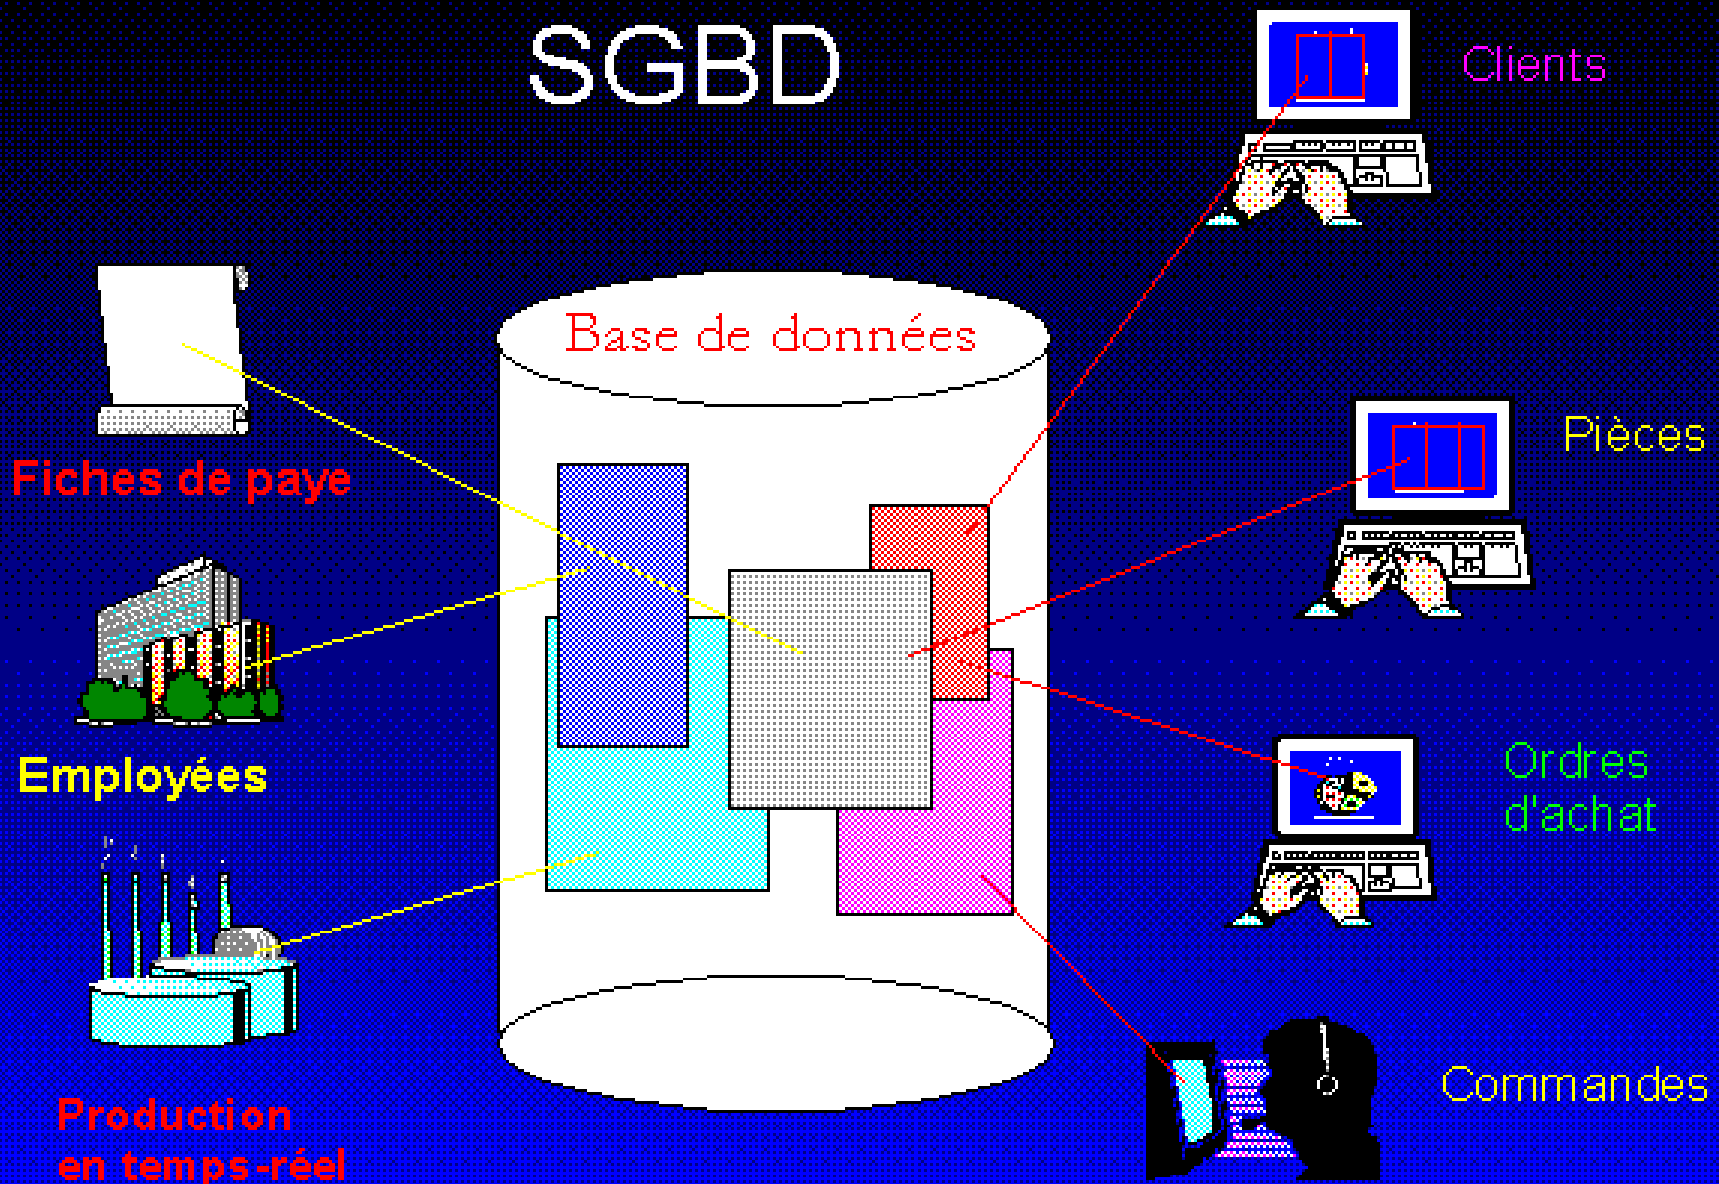 SGBD
Clients
Base de données
Pièces
Fiches de paye
Employées
Ordres
d'achat
Commandes
Production
en temps-réel